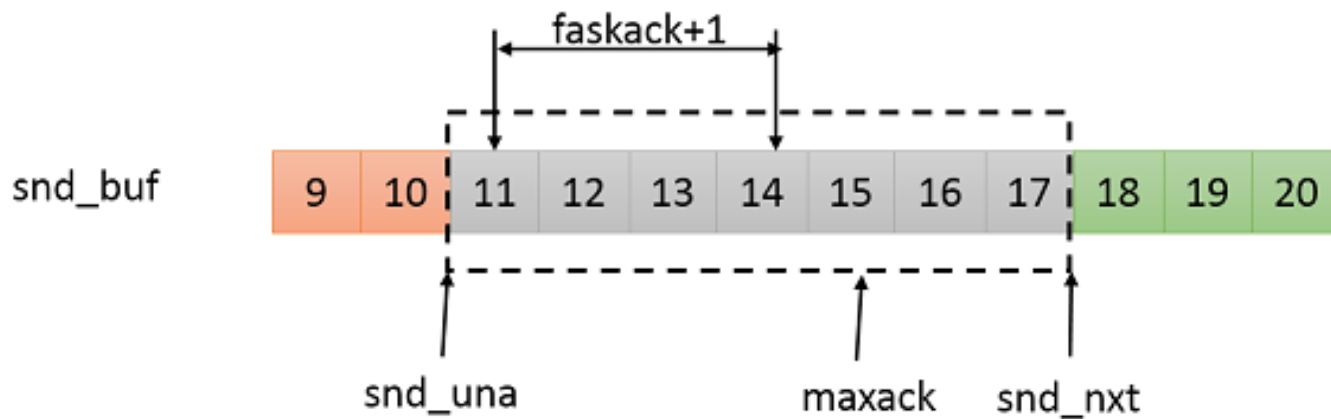 faskack+1
snd_buf 9 10 11 12 13 14 15 16 17 18 19 20
snd_una maxack snd_nxt